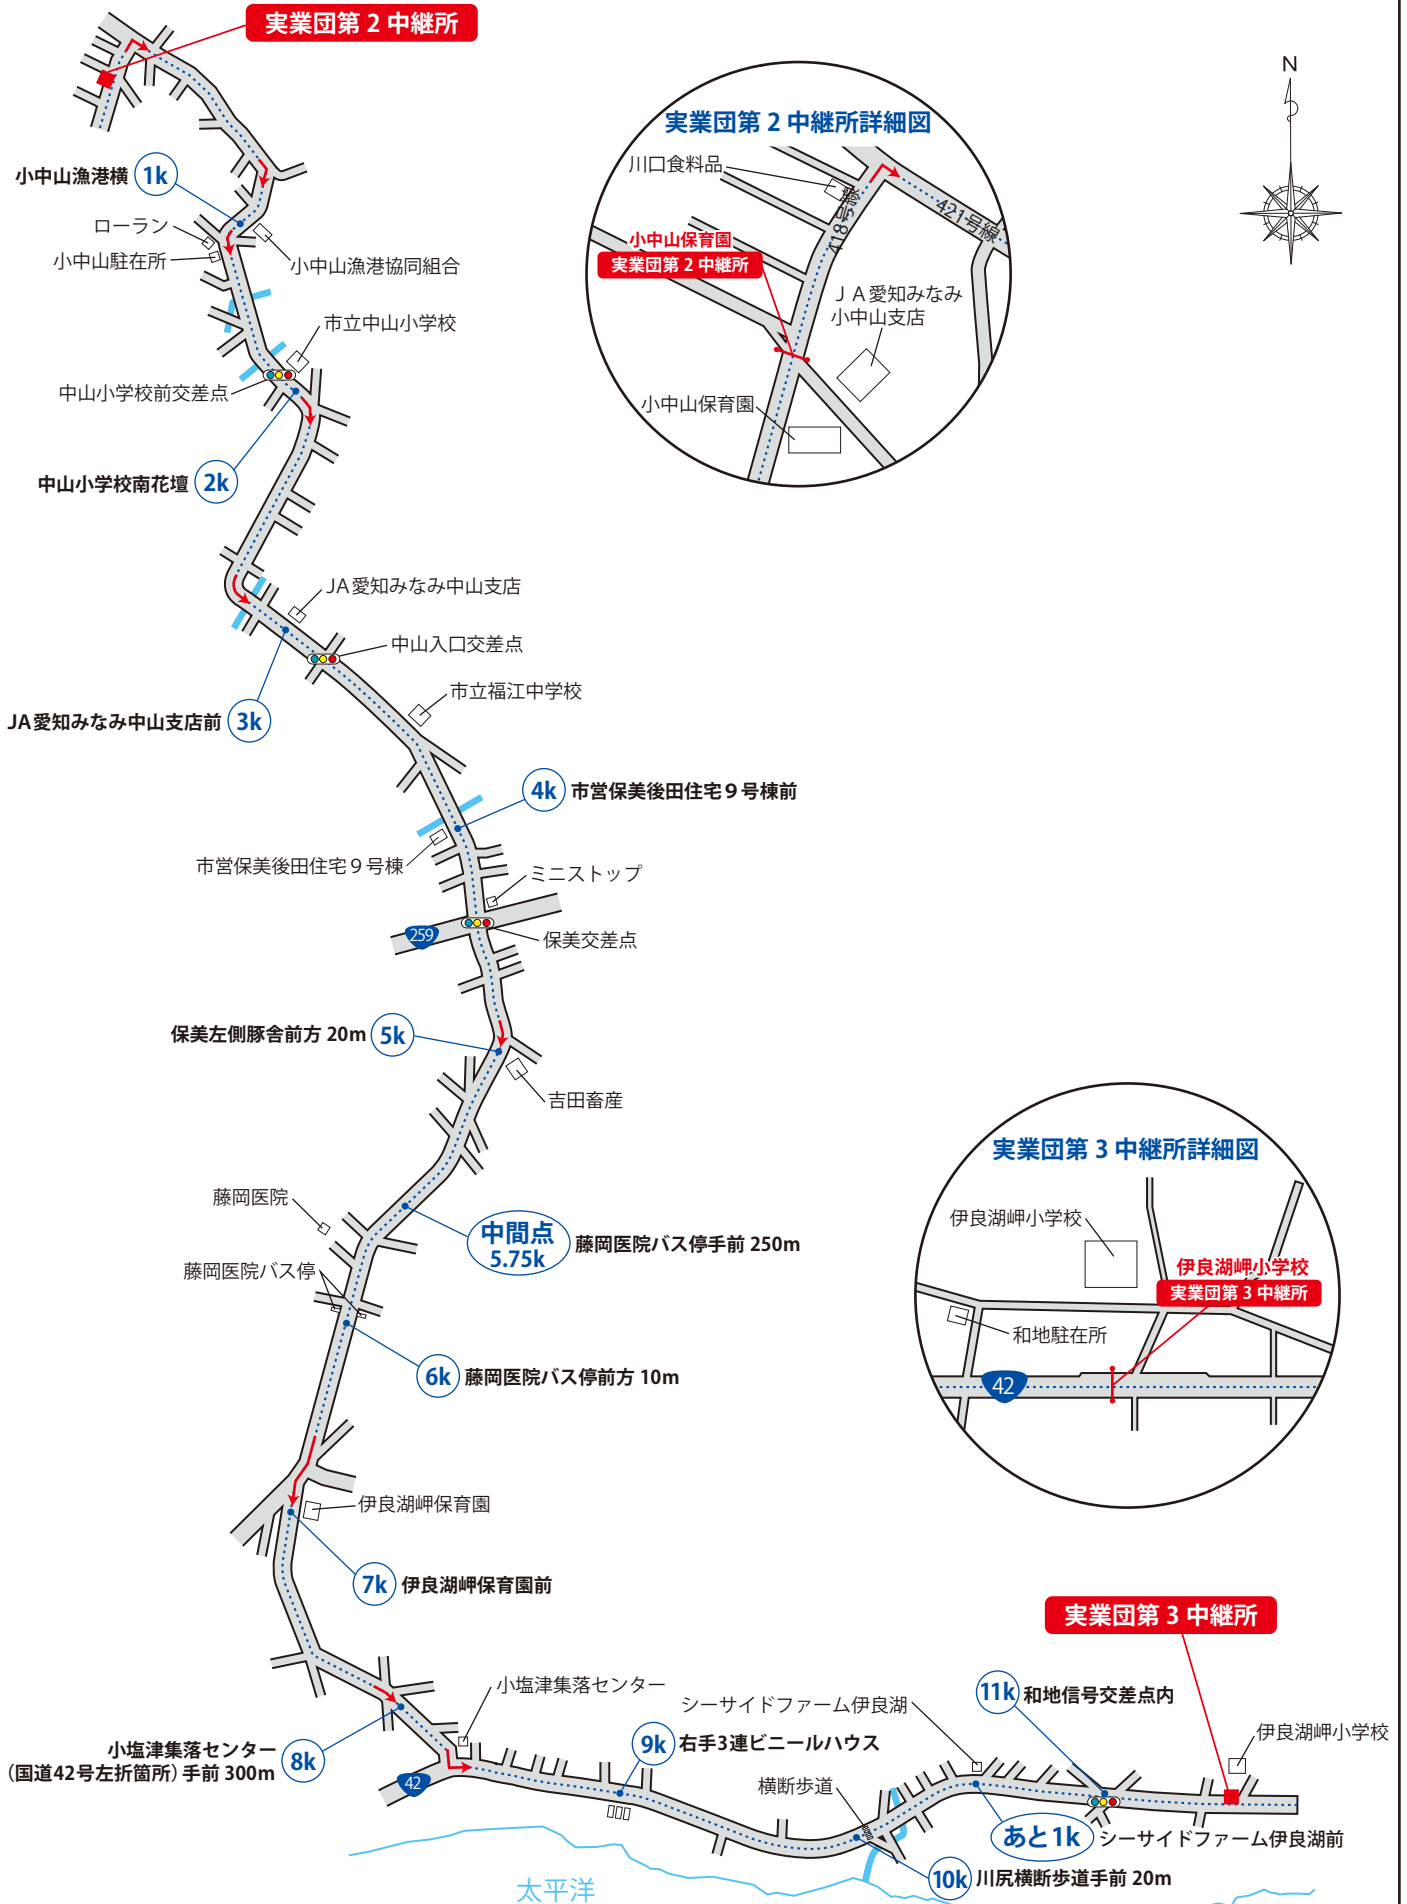 実業団第2中継所
N
実業団第2中継所詳細図
川口食料品
418号線
421号線
小中山保育園
実業団第2中継所
JA愛知みなみ
小中山支店
小中山保育園
小中山漁港横
1k
ローラン
小中山駐在所
小中山漁港協同組合
市立中山小学校
中山小学校前交差点
中山小学校南花壇
2k
JA愛知みなみ中山支店
中山入口交差点
市立福江中学校
JA愛知みなみ中山支店前
3k
4k
市営保美後田住宅9号棟前
市営保美後田住宅9号棟
ミニストップ
259
保美交差点
保美左側豚舎前方 20m
5k
吉田畜産
藤岡医院
中間点
5.75k
藤岡医院バス停手前 250m
藤岡医院バス停
6k
藤岡医院バス停前方 10m
実業団第3中継所詳細図
伊良湖岬小学校
伊良湖岬小学校
実業団第3中継所
和地駐在所
42
伊良湖岬保育園
7k
伊良湖岬保育園前
実業団第3中継所
小塩津集落センター
シーサイドファーム伊良湖
11k
和地信号交差点内
伊良湖岬小学校
小塩津集落センター
(国道42号左折箇所)手前 300m
8k
42
9k
右手3連ビニールハウス
横断歩道
あと1k
シーサイドファーム伊良湖前
10k
川尻横断歩道手前 20m
太平洋